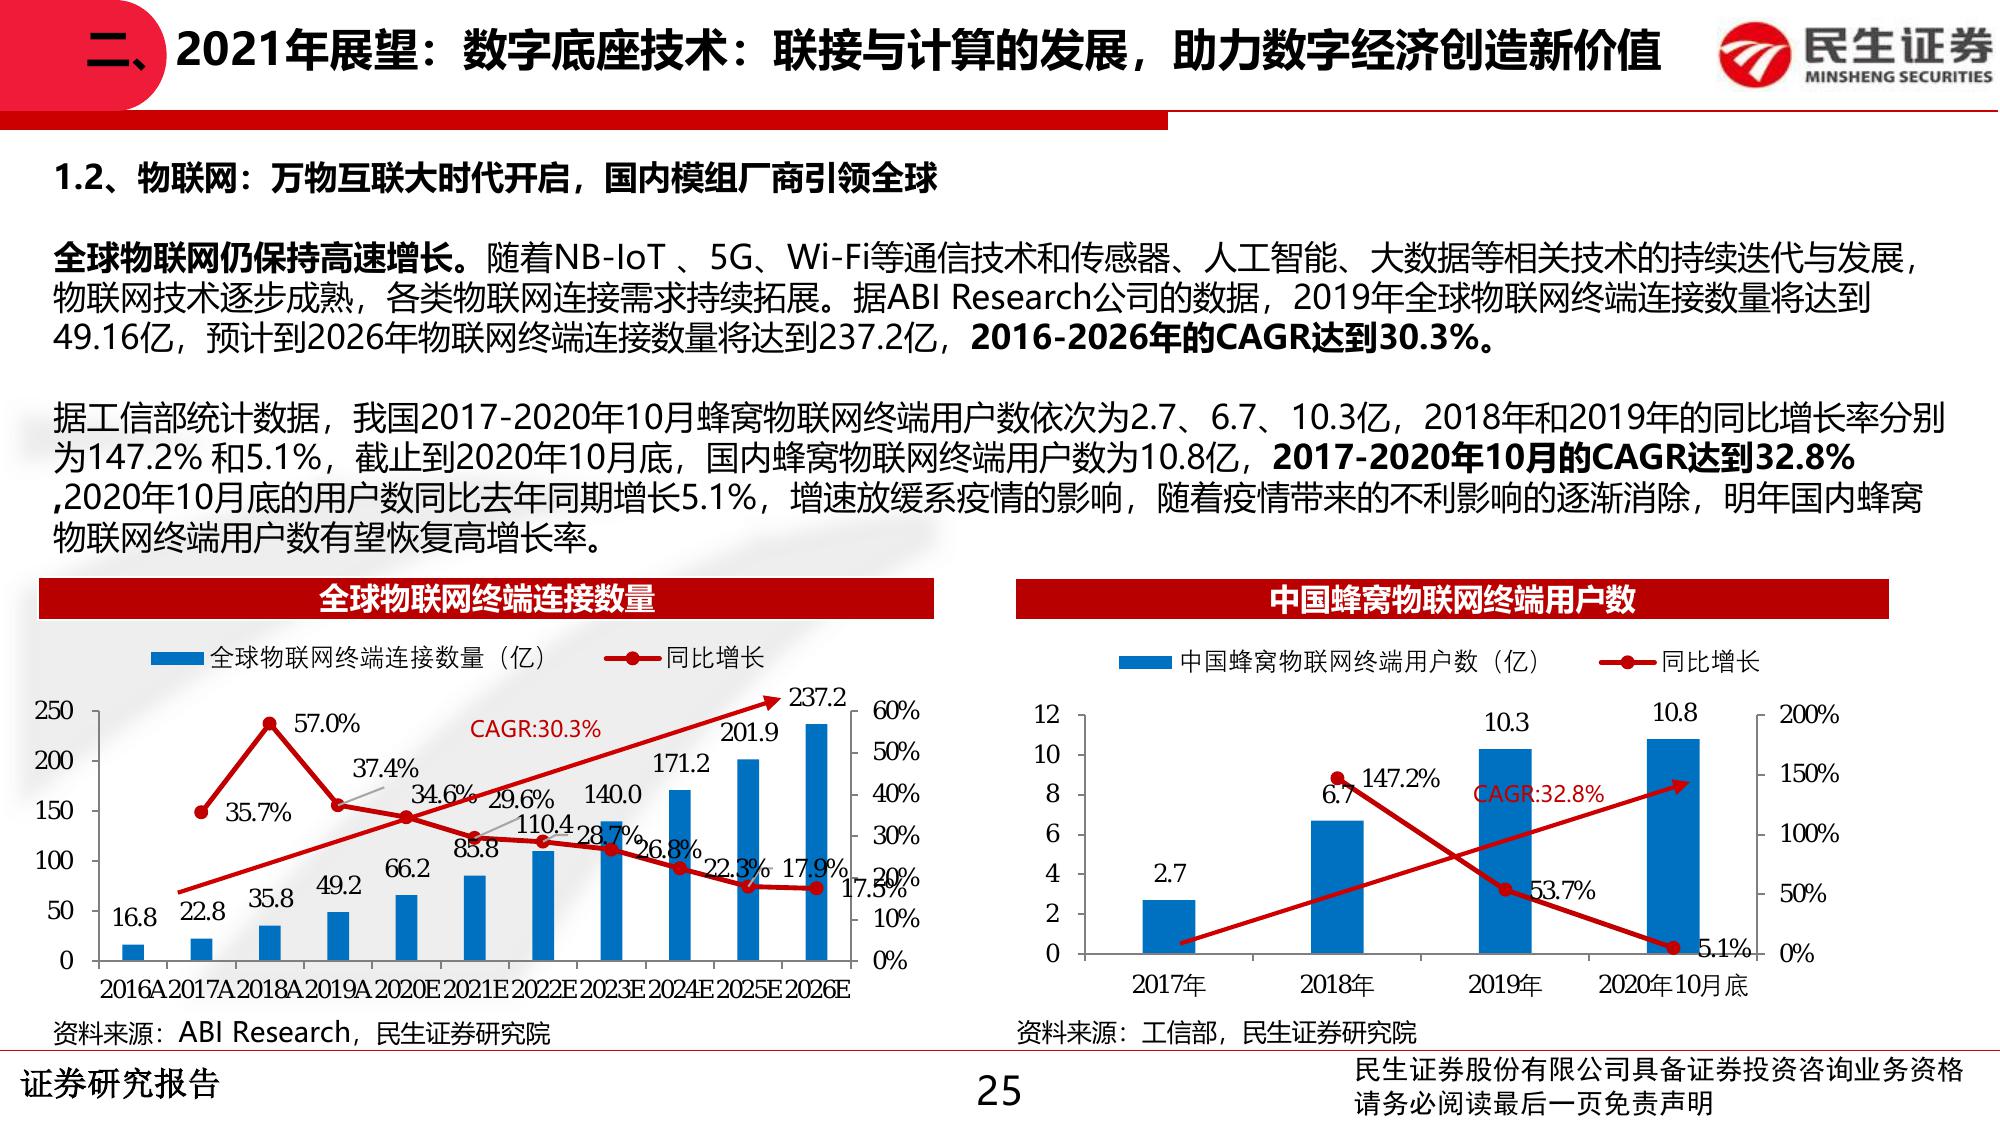 二、2021年展望：数字底座技术：联接与计算的发展，助力数字经济创造新价值
民生证券
MINSHENG SECURITIES
1.2、物联网：万物互联大时代开启，国内模组厂商引领全球
全球物联网仍保持高速增长。随着NB-IoT 、5G、Wi-Fi等通信技术和传感器、人工智能、大数据等相关技术的持续迭代与发展，
物联网技术逐步成熟，各类物联网连接需求持续拓展。据ABI Research公司的数据，2019年全球物联网终端连接数量将达到
49.16亿，预计到2026年物联网终端连接数量将达到237.2亿，2016-2026年的CAGR达到30.3%。
据工信部统计数据，我国2017-2020年10月蜂窝物联网终端用户数依次为2.7、6.7、10.3亿，2018年和2019年的同比增长率分别
为147.2% 和5.1%，截止到2020年10月底，国内蜂窝物联网终端用户数为10.8亿，2017-2020年10月的CAGR达到32.8%
,2020年10月底的用户数同比去年同期增长5.1%，增速放缓系疫情的影响，随着疫情带来的不利影响的逐渐消除，明年国内蜂窝
物联网终端用户数有望恢复高增长率。
全球物联网终端连接数量
全球物联网终端连接数量（亿） 同比增长
250
200
150
100
50
0
60%
50%
40%
30%
20%
10%
0%
CAGR:30.3%
16.8 22.8 35.8 49.2 66.2 85.8 110.4 140.0 171.2 201.9 237.2
35.7% 57.0% 37.4% 34.6% 29.6% 28.7% 26.8% 22.3% 17.9% 17.5%
2016A 2017A 2018A 2019A 2020E 2021E 2022E 2023E 2024E 2025E 2026E
资料来源：ABI Research，民生证券研究院
中国蜂窝物联网终端用户数
中国蜂窝物联网终端用户数（亿） 同比增长
12
10
8
6
4
2
0
200%
150%
100%
50%
0%
CAGR:32.8%
2.7 6.7 10.3 10.8
147.2% 53.7% 5.1%
2017年 2018年 2019年 2020年10月底
资料来源：工信部，民生证券研究院
证券研究报告
25
民生证券股份有限公司具备证券投资咨询业务资格
请务必阅读最后一页免责声明